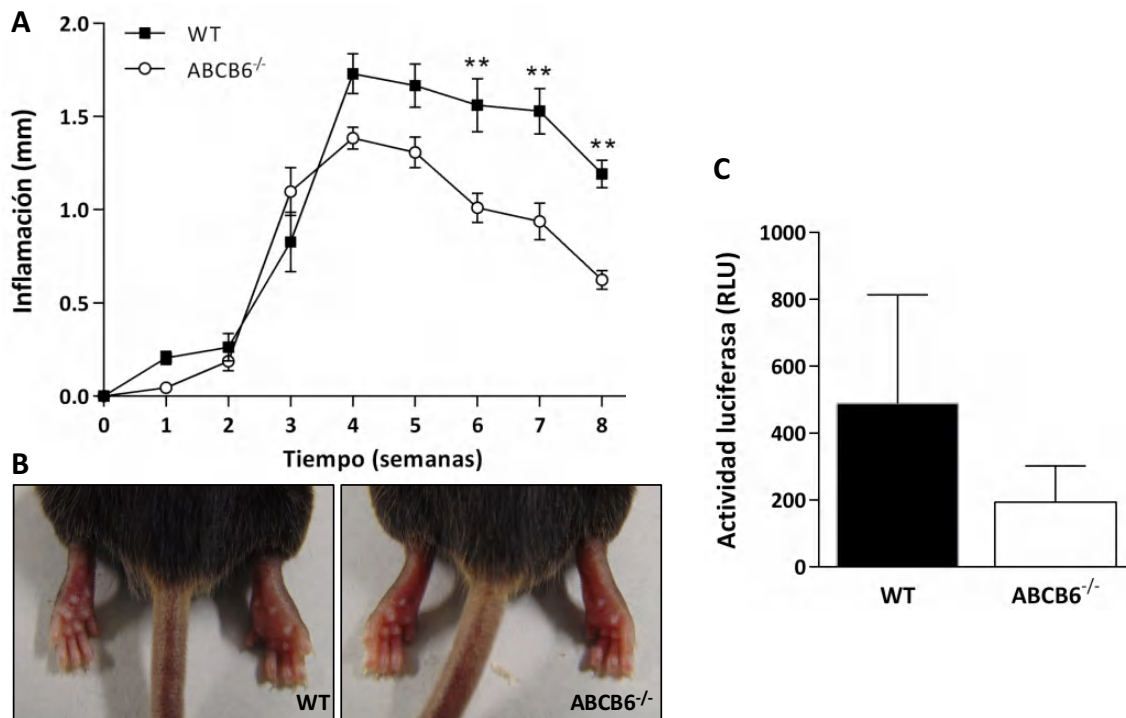 A
2.0
1.5
1.0
0.5
0.0
Inflamación (mm)
WT
ABCB6-/-
**
**
**
0 1 2 3 4 5 6 7 8
Tiempo (semanas)
B
WT
ABCB6-/-
C
1000
800
600
400
200
0
Actividad luciferasa (RLU)
WT ABCB6-/-